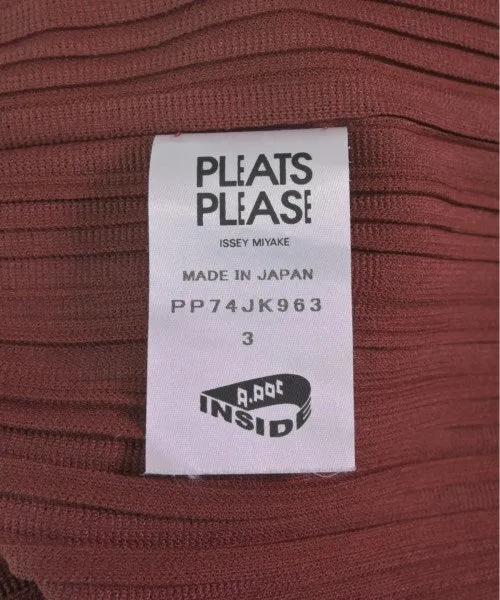 PLEATS
PLEASE
ISSEY MIYAKE
MADE IN JAPAN
PP74JK963
3
A.POC
INSIDE